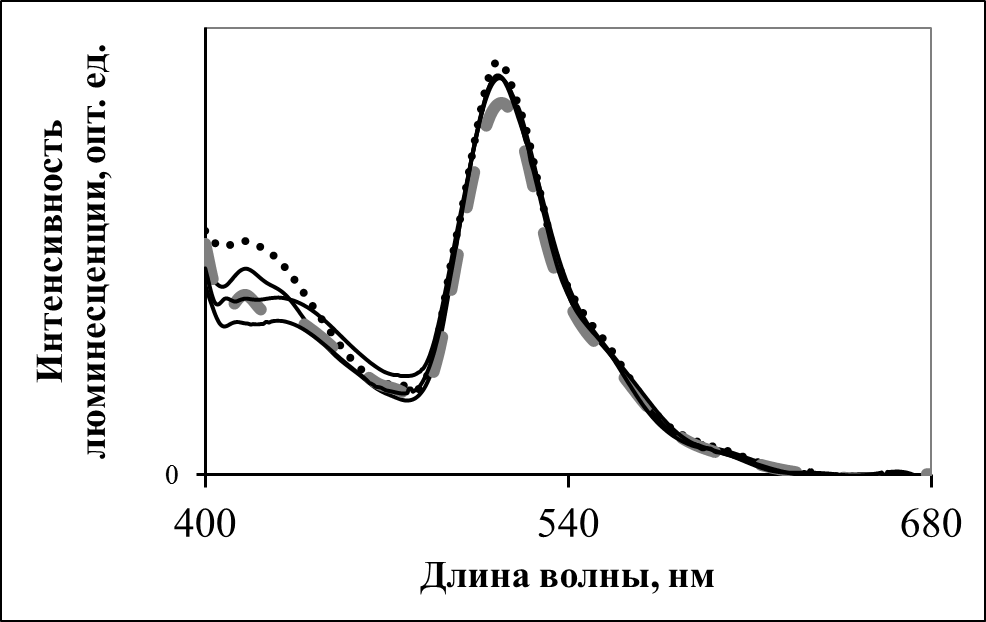 Интенсивность
люминесценции, опт. ед.
0
400
540
680
Длина волны, нм